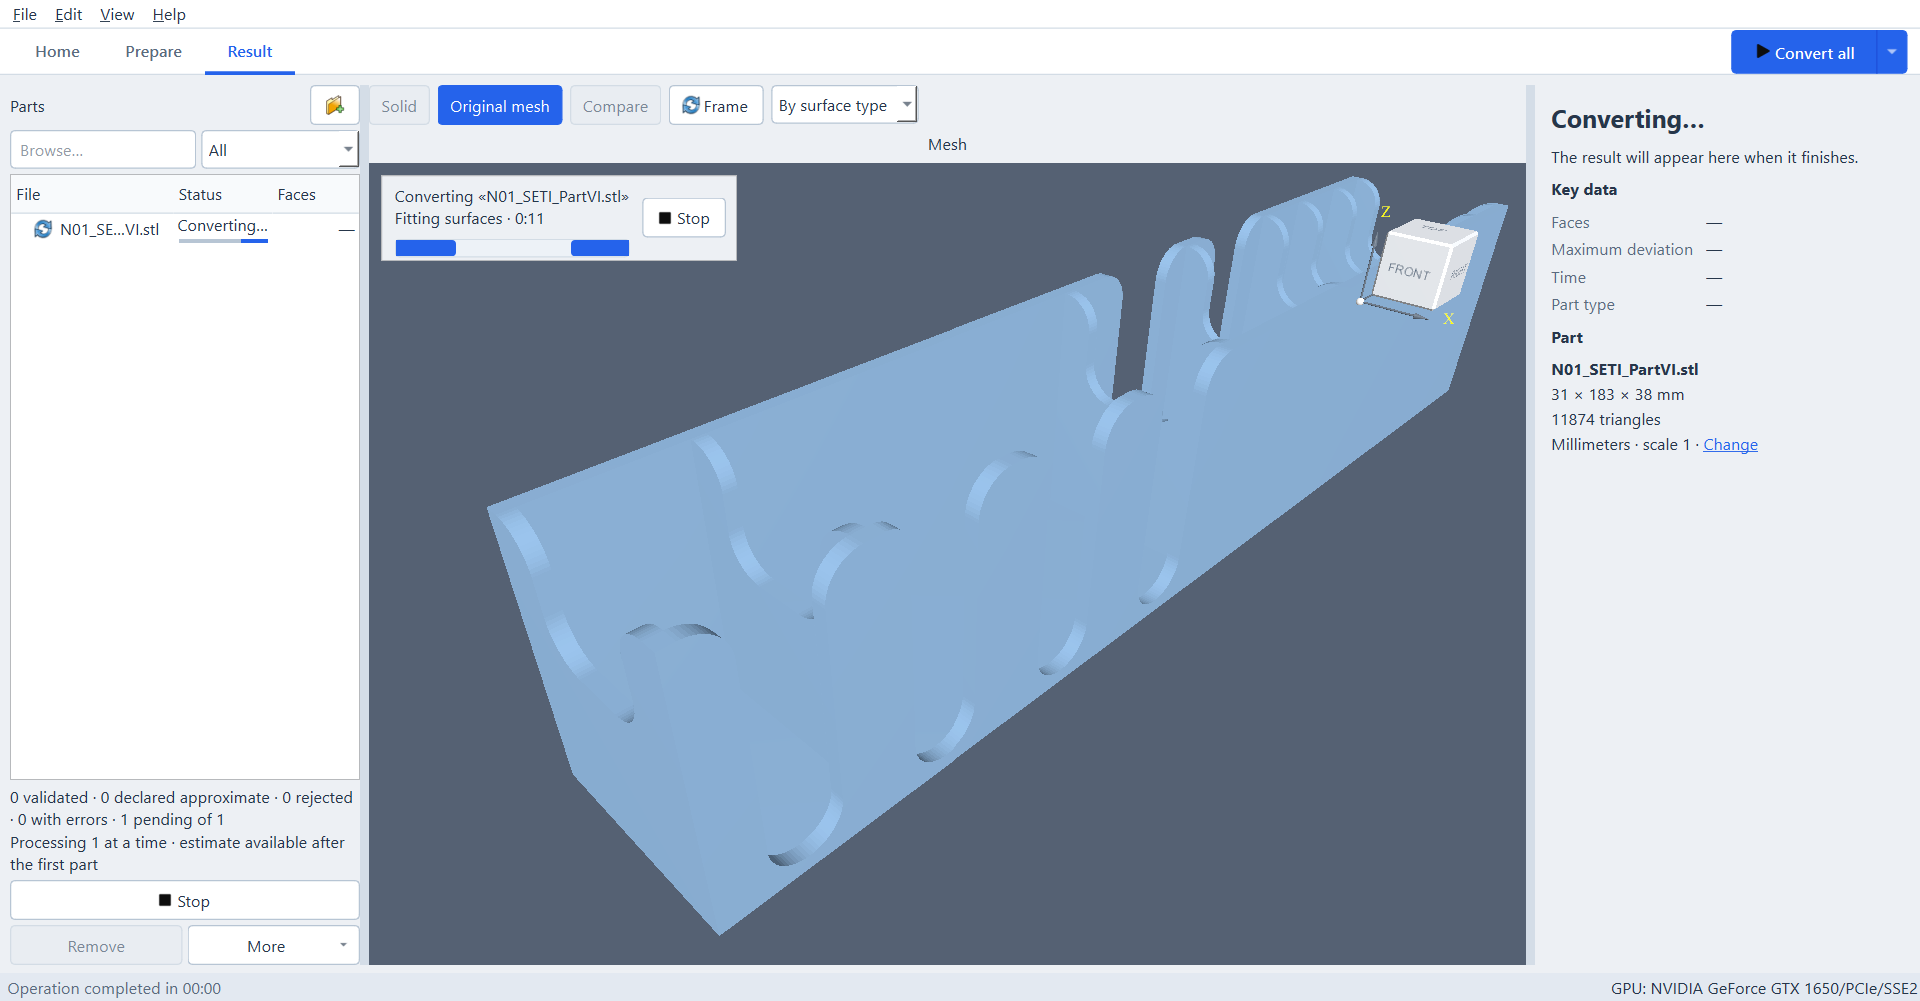 File Edit View Help
Home Prepare Result
Convert all
Parts
Browse...
All
File Status Faces
N01_SE...VI.stl Converting... —
0 validated · 0 declared approximate · 0 rejected
· 0 with errors · 1 pending of 1
Processing 1 at a time · estimate available after
the first part
Stop
Remove More
Solid Original mesh Compare Frame By surface type
Mesh
Converting «N01_SETI_PartVI.stl»
Fitting surfaces · 0:11
Stop
Z
FRONT
X
Converting...
The result will appear here when it finishes.
Key data
Faces —
Maximum deviation —
Time —
Part type —
Part
N01_SETI_PartVI.stl
31 × 183 × 38 mm
11874 triangles
Millimeters · scale 1 · Change
Operation completed in 00:00
GPU: NVIDIA GeForce GTX 1650/PCIe/SSE2